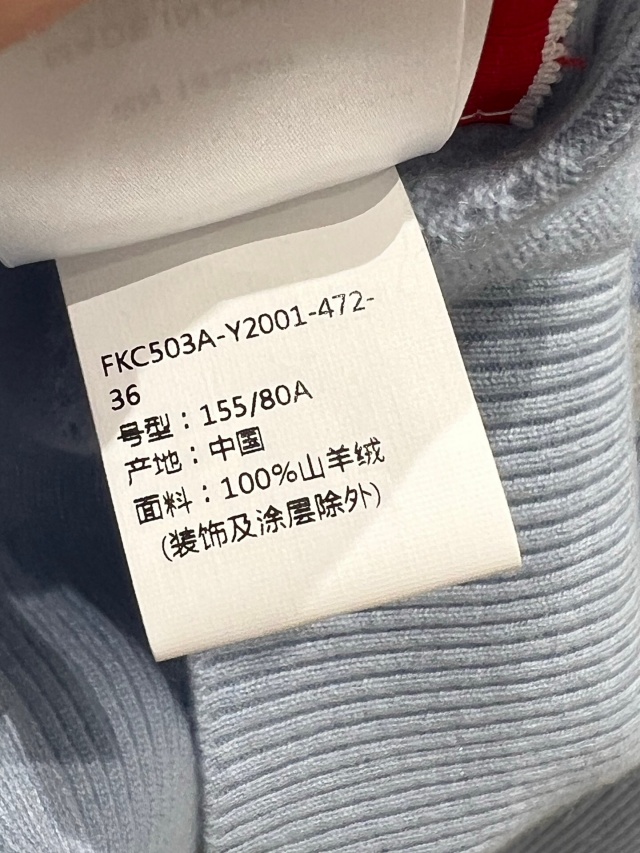 FKC503A-Y2001-472-
36
号型：155/80A
产地：中国
面料：100%山羊绒
(装饰及涂层除外)